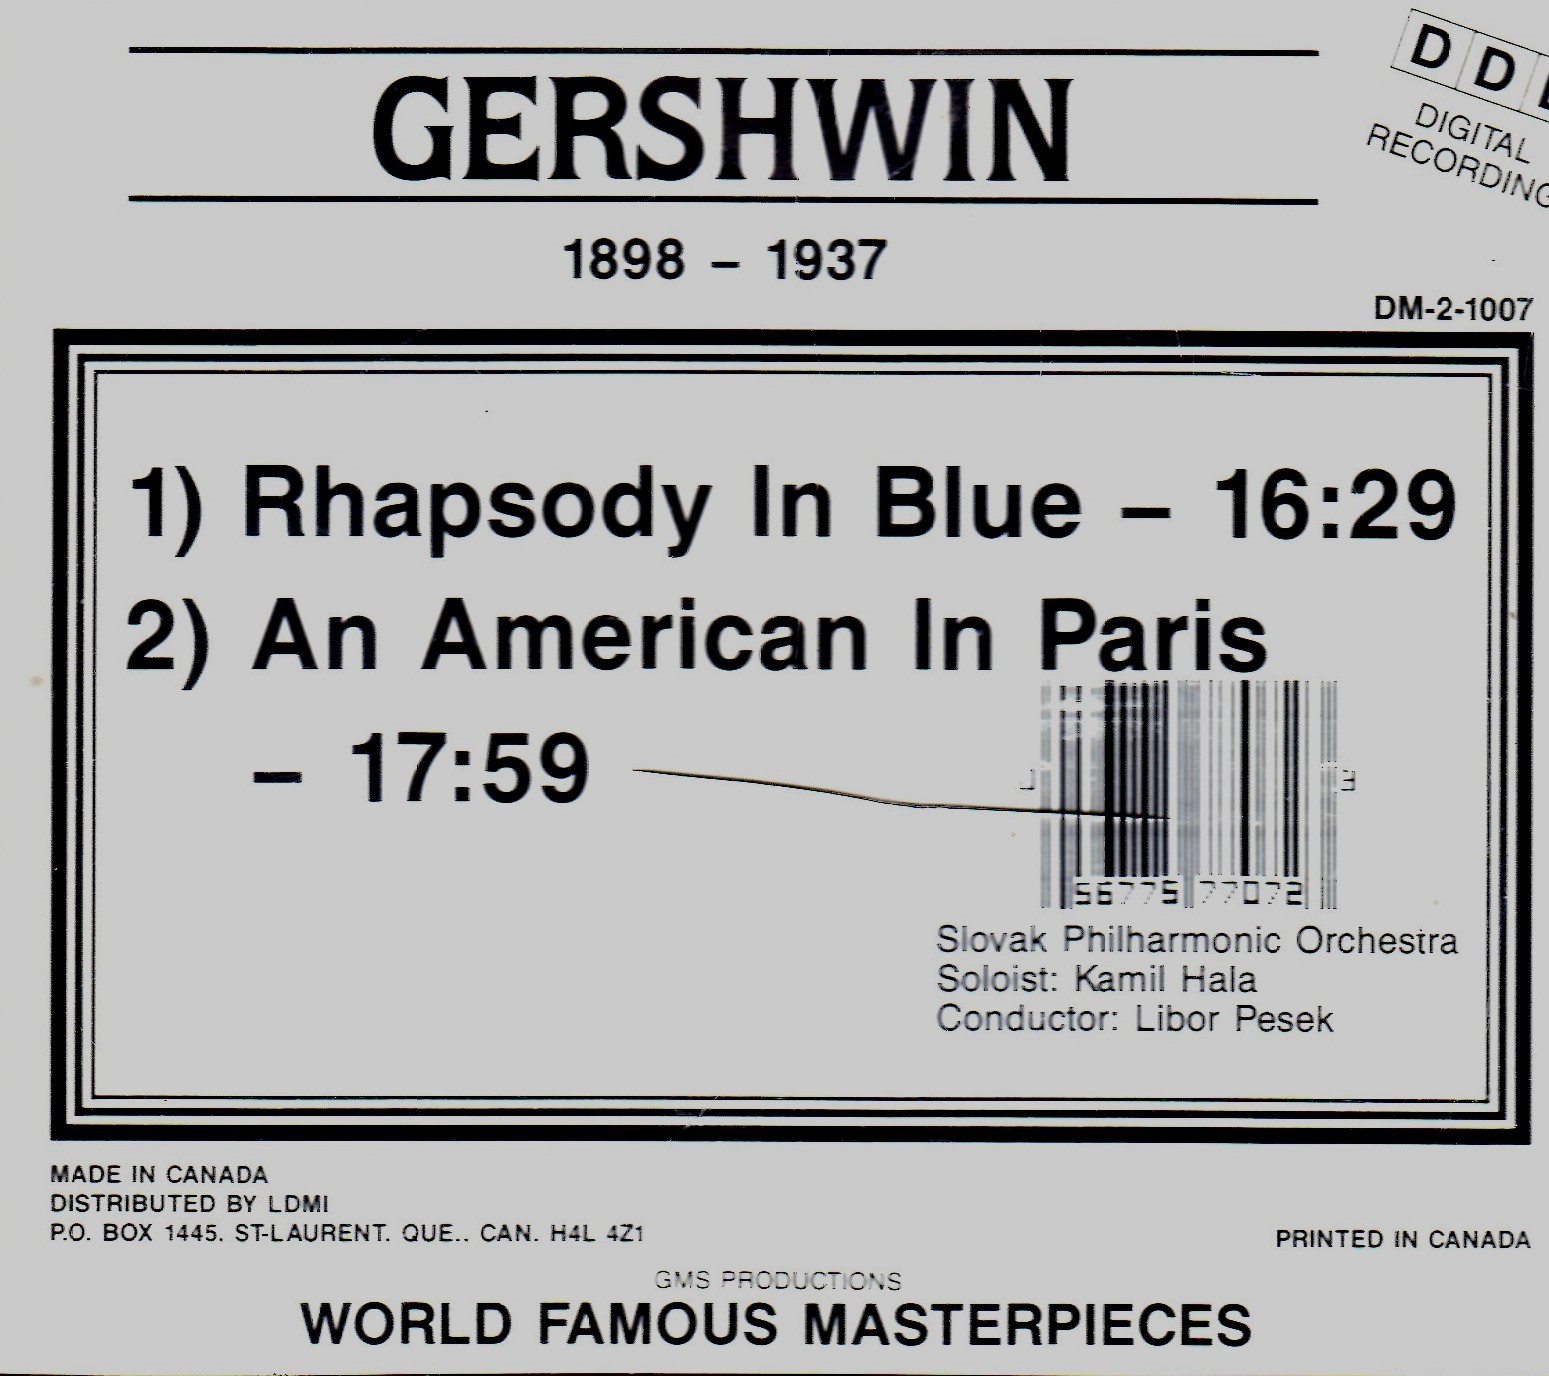 GERSHWIN
DD
DIGITAL
RECORDING
1898 – 1937
DM-2-1007
1) Rhapsody In Blue – 16:29
2) An American In Paris
– 17:59
3
56775 77072
Slovak Philharmonic Orchestra
Soloist: Kamil Hala
Conductor: Libor Pesek
MADE IN CANADA
DISTRIBUTED BY LDMI
P.O. BOX 1445. ST-LAURENT. QUE.. CAN. H4L 4Z1
PRINTED IN CANADA
GMS PRODUCTIONS
WORLD FAMOUS MASTERPIECES